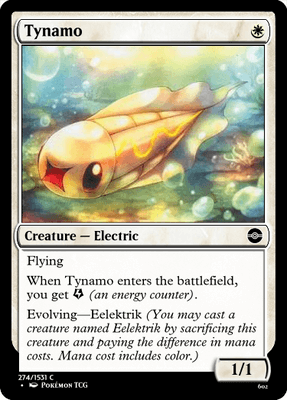 Tynamo
Creature — Electric
Flying
When Tynamo enters the battlefield,
you get (an energy counter).
Evolving—Eelektrik (You may cast a
creature named Eelektrik by sacrificing this
creature and paying the difference in mana
costs. Mana cost includes color.)
1/1
274/1531 C
• Pokémon TCG
6oz